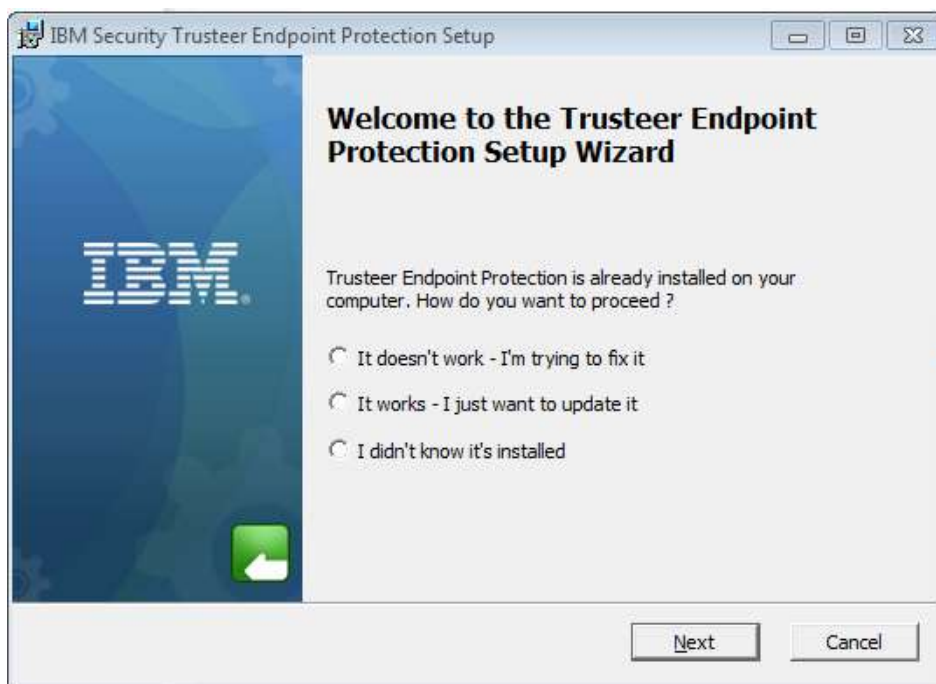 IBM Security Trusteer Endpoint Protection Setup
Welcome to the Trusteer Endpoint
Protection Setup Wizard
IBM.
Trusteer Endpoint Protection is already installed on your
computer. How do you want to proceed ?
It doesn't work - I'm trying to fix it
It works - I just want to update it
I didn't know it's installed
Next
Cancel